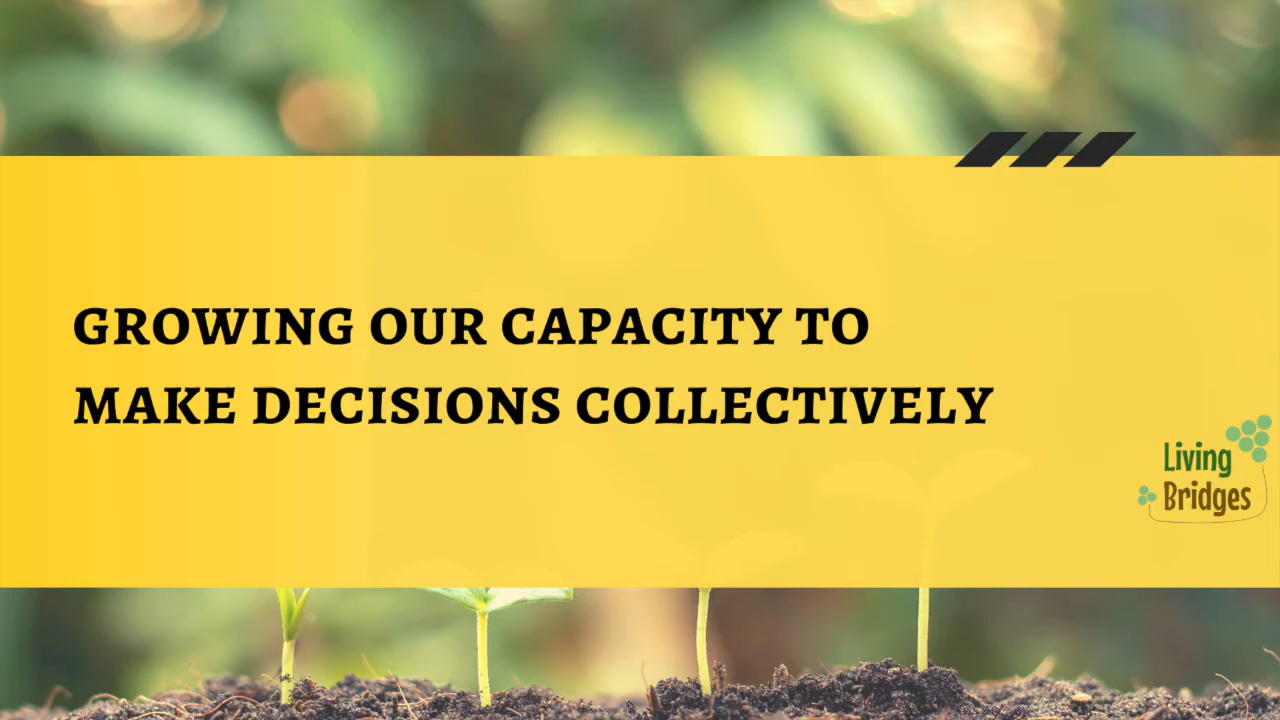 GROWING OUR CAPACITY TO
MAKE DECISIONS COLLECTIVELY
Living
Bridges